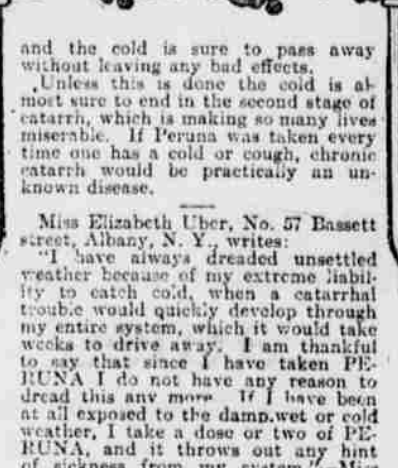 and the cold is sure to pass away
without leaving any bad effects.
Unless this is done the cold is al-
most sure to end in the second stage of
catarrh, which is making so many lives
miserable. If Peruna was taken every
time one has a cold or cough, chronic
catarrh would be practically an un-
known disease.
Miss Elizabeth Uber, No. 57 Bassett
street, Albany, N. Y., writes:
"I have always dreaded unsettled
weather because of my extreme liabil-
ity to catch cold, when a catarrhal
trouble would quickly develop through
my entire system, which it would take
weeks to drive away. I am thankful
to say that since I have taken PE-
RUNA I do not have any reason to
dread this any more. If I have been
at all exposed to the damp, wet or cold
weather, I take a dose or two of PE-
RUNA, and it throws out any hint
of sickness from my system.